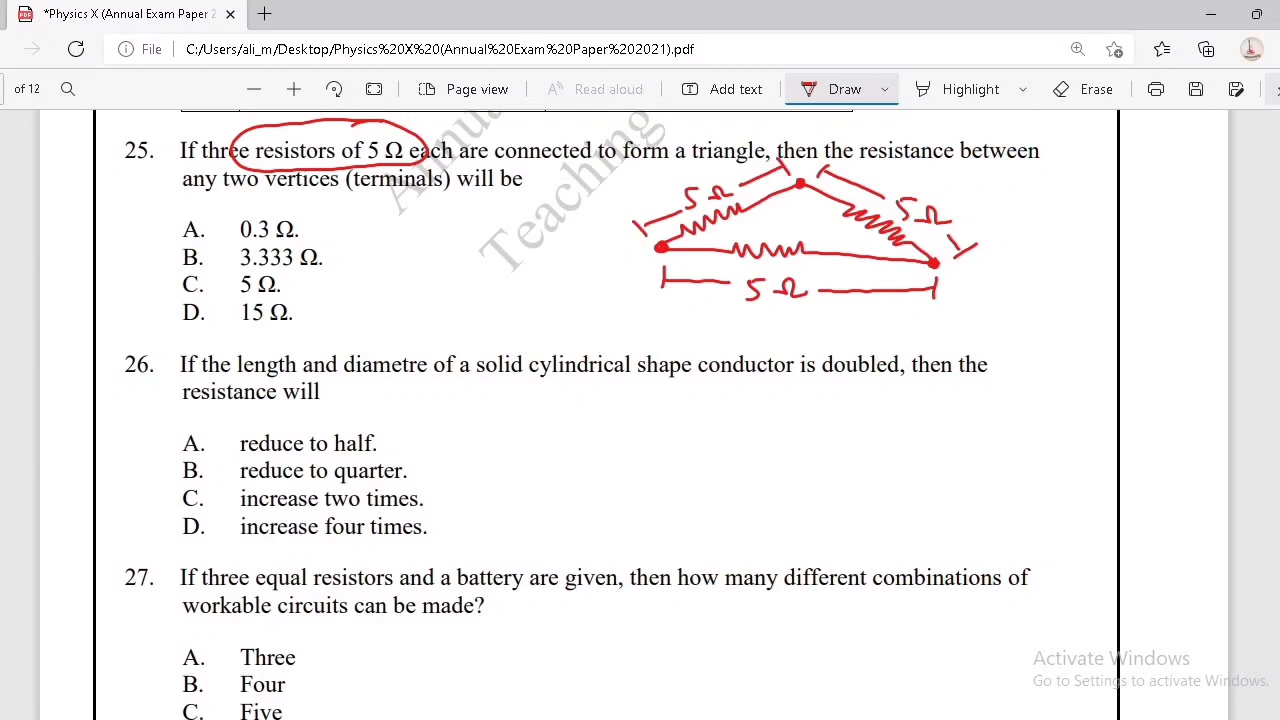 *Physics X (Annual Exam Paper 2
File C:/Users/ali_m/Desktop/Physics%20X%20(Annual%20Exam%20Paper%202021).pdf
of 12 Page view Read aloud Add text Draw Highlight Erase
Annua
Teaching
25. If three resistors of 5 Ω each are connected to form a triangle, then the resistance between
any two vertices (terminals) will be
5 Ω
5 Ω
5 Ω
A. 0.3 Ω.
B. 3.333 Ω.
C. 5 Ω.
D. 15 Ω.
26. If the length and diametre of a solid cylindrical shape conductor is doubled, then the
resistance will
A. reduce to half.
B. reduce to quarter.
C. increase two times.
D. increase four times.
27. If three equal resistors and a battery are given, then how many different combinations of
workable circuits can be made?
A. Three
B. Four
C. Five
Activate Windows
Go to Settings to activate Windows.